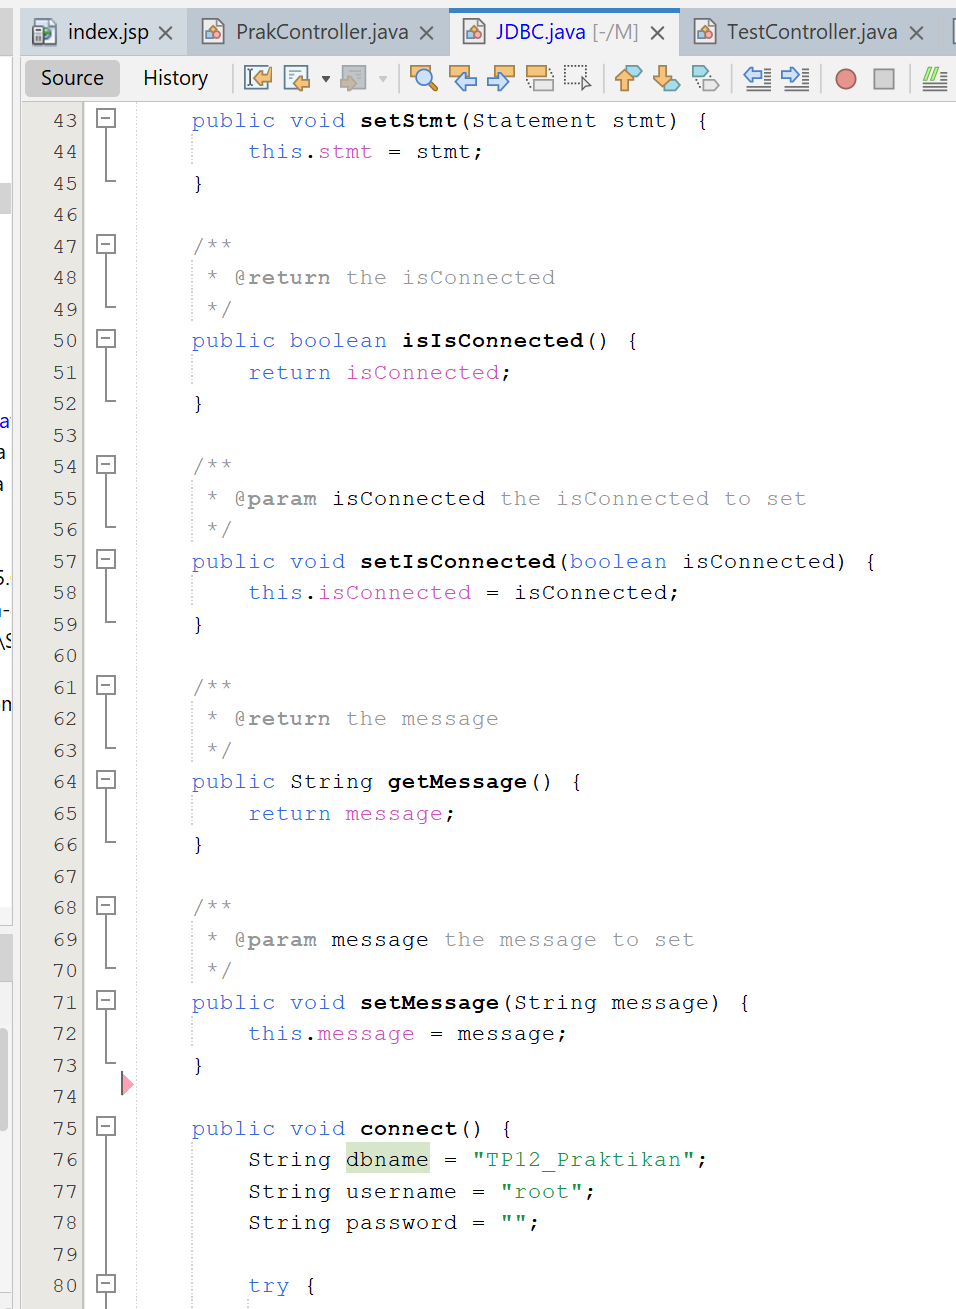 index.jsp PrakController.java JDBC.java [-/M] TestController.java
Source History
43 public void setStmt(Statement stmt) {
44 this.stmt = stmt;
45 }
46
47 /**
48 * @return the isConnected
49 */
50 public boolean isIsConnected() {
51 return isConnected;
52 }
53
54 /**
55 * @param isConnected the isConnected to set
56 */
57 public void setIsConnected(boolean isConnected) {
58 this.isConnected = isConnected;
59 }
60
61 /**
62 * @return the message
63 */
64 public String getMessage() {
65 return message;
66 }
67
68 /**
69 * @param message the message to set
70 */
71 public void setMessage(String message) {
72 this.message = message;
73 }
74
75 public void connect() {
76 String dbname = "TP12_Praktikan";
77 String username = "root";
78 String password = "";
79
80 try {